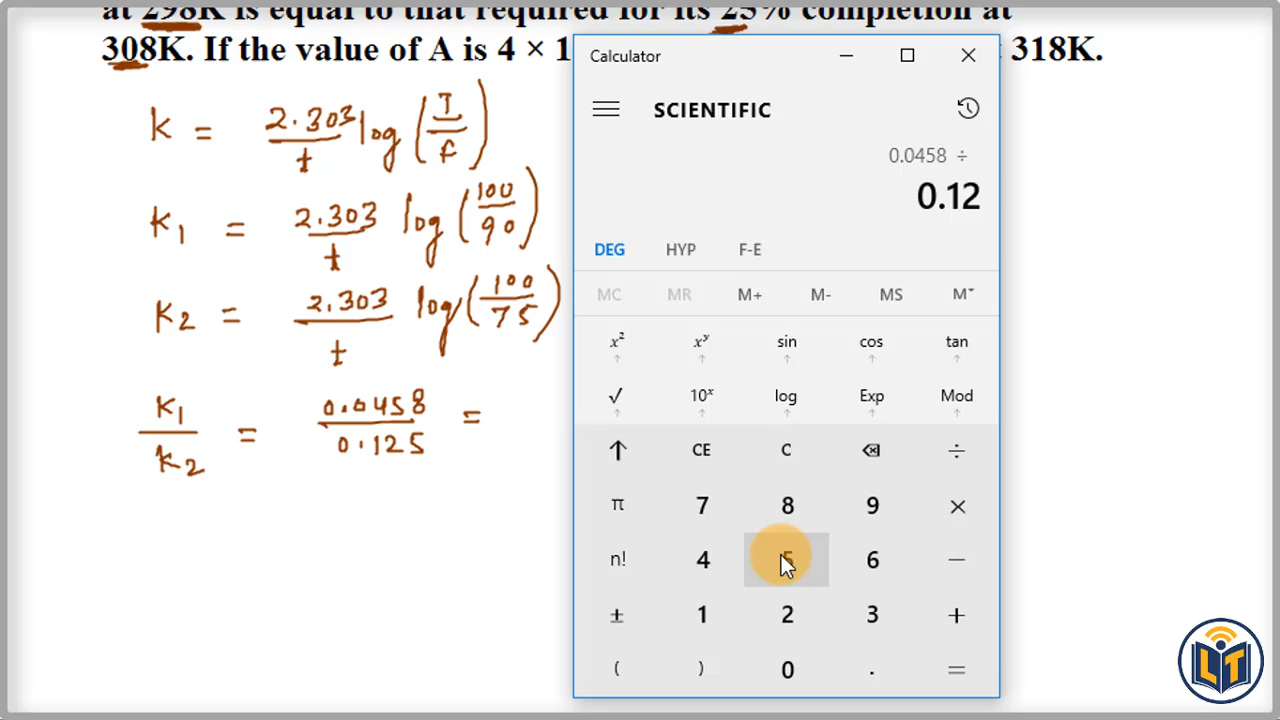 at 298K is equal to that required for its 25% completion at
308K. If the value of A is 4 × 1
318K.
k = 2.303/t log (I/f)
K1 = 2.303/t log (100/90)
K2 = 2.303/t log (100/75)
K1/K2 = 0.0458/0.125 =
Calculator
SCIENTIFIC
0.0458 ÷
0.12
DEG HYP F-E
MC MR M+ M- MS M˅
x² xʸ sin cos tan
√ 10ˣ log Exp Mod
↑ CE C ⌫ ÷
π 7 8 9 ×
n! 4 5 6 −
± 1 2 3 +
( ) 0 . =
LT